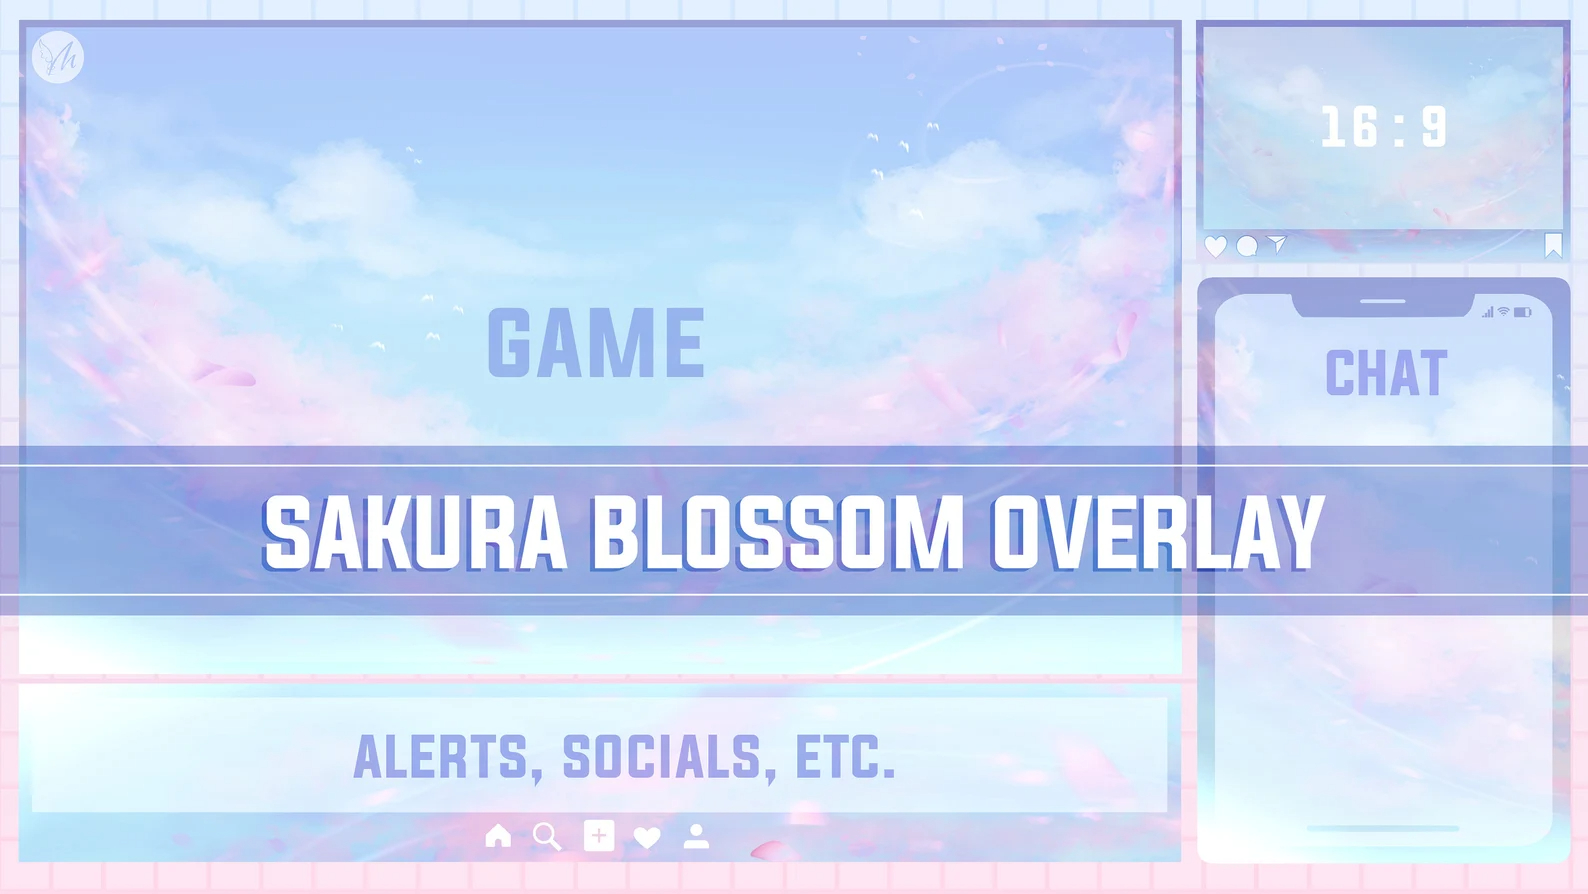 16:9
GAME
CHAT
SAKURA BLOSSOM OVERLAY
ALERTS, SOCIALS, ETC.